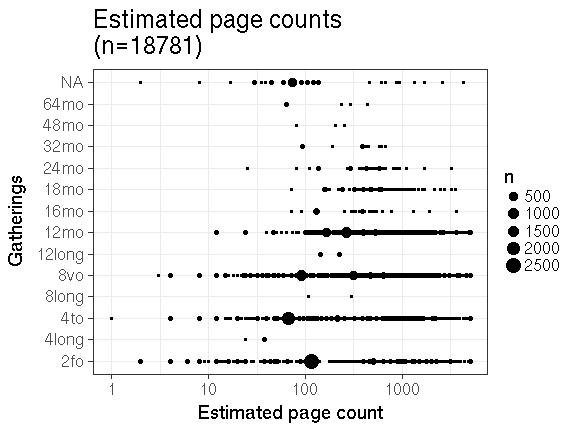 Estimated page counts
(n=18781)
Gatherings
NA
64mo
48mo
32mo
24mo
18mo
16mo
12mo
12long
8vo
8long
4to
4long
2fo
1 10 100 1000
Estimated page count
n
500
1000
1500
2000
2500